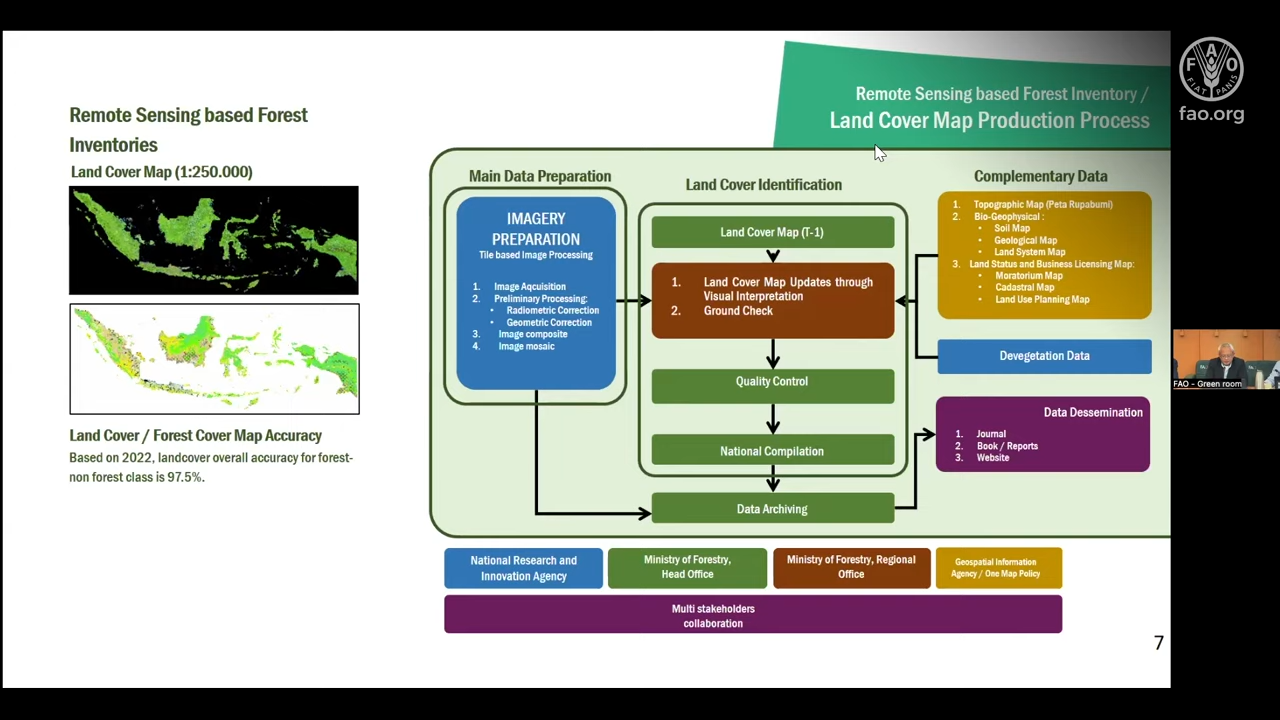 Remote Sensing based Forest
Inventories
Land Cover Map (1:250.000)
Land Cover / Forest Cover Map Accuracy
Based on 2022, landcover overall accuracy for forest-
non forest class is 97.5%.
Remote Sensing based Forest Inventory /
Land Cover Map Production Process
Main Data Preparation
IMAGERY
PREPARATION
Tile based Image Processing
1. Image Aquisition
2. Preliminary Processing:
• Radiometric Correction
• Geometric Correction
3. Image composite
4. Image mosaic
Land Cover Identification
Land Cover Map (T-1)
1. Land Cover Map Updates through
Visual Interpretation
2. Ground Check
Quality Control
National Compilation
Data Archiving
Complementary Data
1. Topographic Map (Peta Rupabumi)
2. Bio-Geophysical :
• Soil Map
• Geological Map
• Land System Map
3. Land Status and Business Licensing Map:
• Moratorium Map
• Cadastral Map
• Land Use Planning Map
Devegetation Data
Data Dessemination
1. Journal
2. Book / Reports
3. Website
National Research and
Innovation Agency
Ministry of Forestry,
Head Office
Ministry of Forestry, Regional
Office
Geospatial Information
Agency / One Map Policy
Multi stakeholders
collaboration
7
F A O
FIAT PANIS
fao.org
FAO - Green room